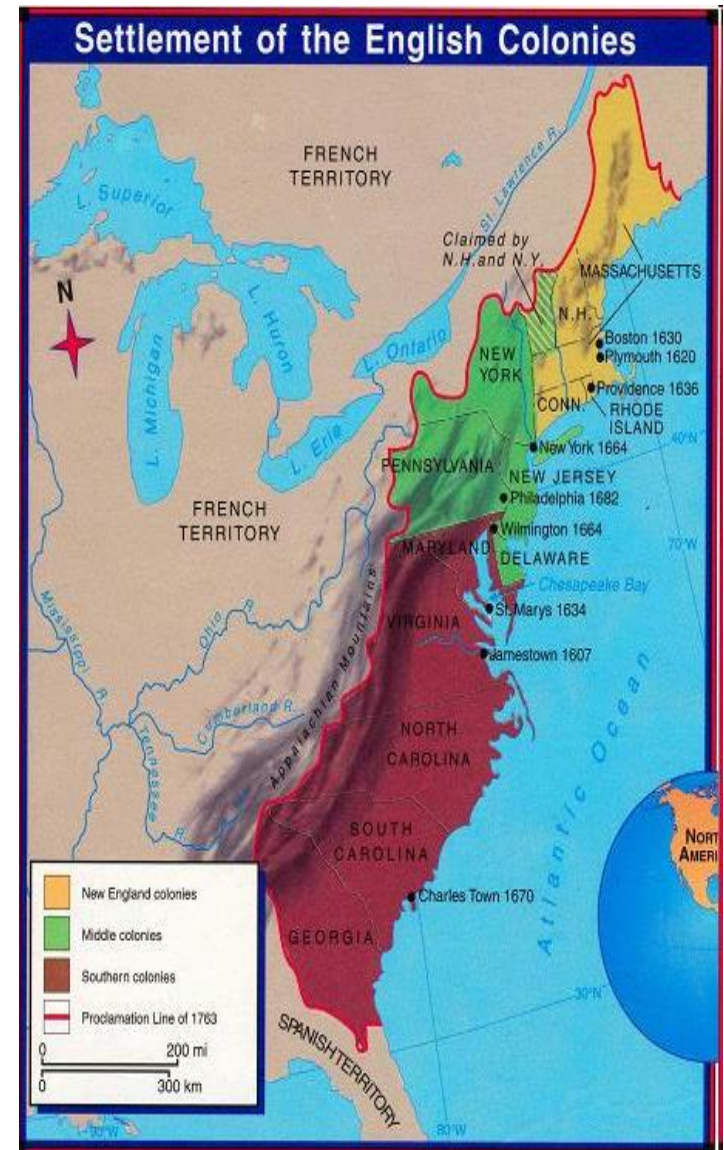 Settlement of the English Colonies
FRENCH
TERRITORY
L. Superior
St. Lawrence R.
Claimed by
N.H. and N.Y.
MASSACHUSETTS
N
L. Michigan
L. Huron
L. Ontario
L. Erie
N.H.
Boston 1630
Plymouth 1620
NEW
YORK
Providence 1636
CONN.
RHODE
ISLAND
40°N
New York 1664
PENNSYLVANIA
NEW JERSEY
Philadelphia 1682
FRENCH
TERRITORY
Wilmington 1664
70°W
MARYLAND
DELAWARE
Chesapeake Bay
St. Marys 1634
VIRGINIA
Jamestown 1607
Mississippi R.
Ohio R.
Cumberland R.
Tennessee R.
Appalachian Mountains
NORTH
CAROLINA
Atlantic Ocean
SOUTH
CAROLINA
NORT
AMERI
Charles Town 1670
GEORGIA
30°N
SPANISH TERRITORY
New England colonies
Middle colonies
Southern colonies
Proclamation Line of 1763
0 200 mi
0 300 km
90°W
80°W